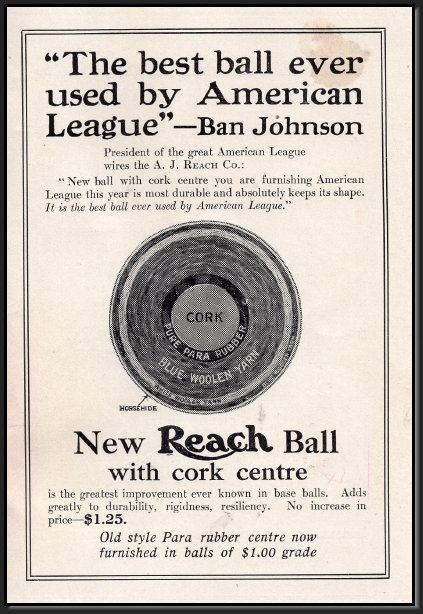 “The best ball ever
used by American
League”—Ban Johnson
President of the great American League
wires the A. J. REACH CO.:
“New ball with cork centre you are furnishing American
League this year is most durable and absolutely keeps its shape.
It is the best ball ever used by American League.”
CORK
PURE PARA RUBBER
BLUE WOOLEN YARN
HORSEHIDE
New Reach Ball
with cork centre
is the greatest improvement ever known in base balls. Adds
greatly to durability, rigidness, resiliency. No increase in
price—$1.25.
Old style Para rubber centre now
furnished in balls of $1.00 grade